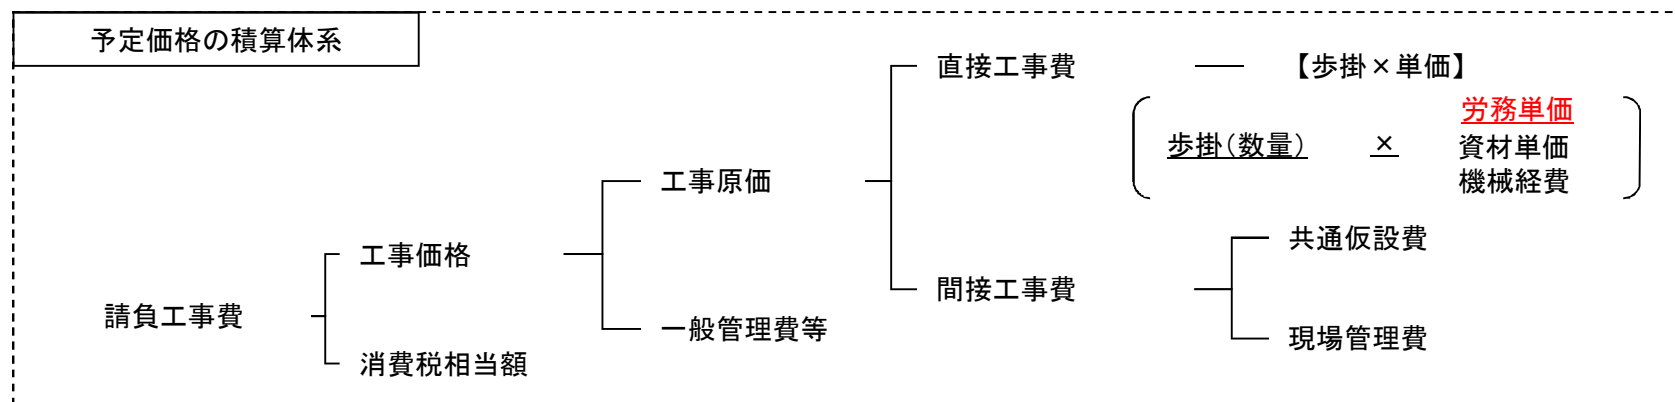 予定価格の積算体系
直接工事費
【歩掛×単価】
歩掛(数量) ×
労務単価
資材単価
機械経費
工事原価
共通仮設費
工事価格
間接工事費
請負工事費
一般管理費等
現場管理費
消費税相当額